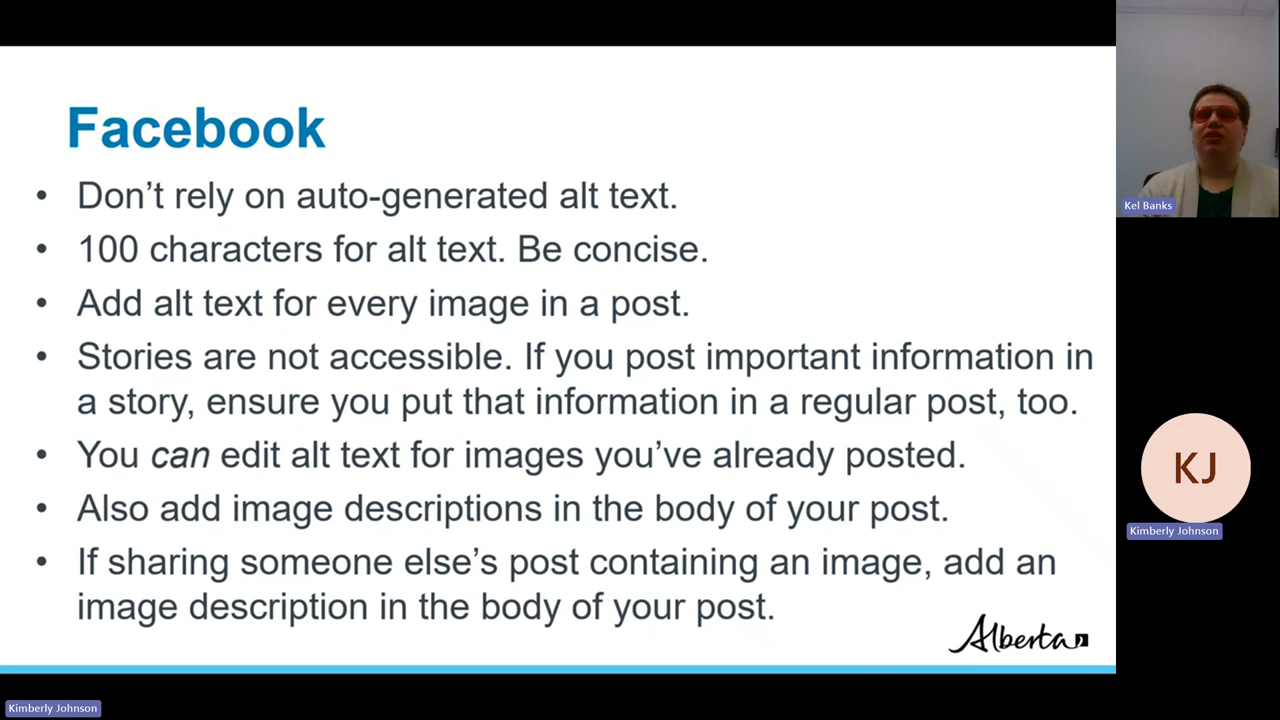 Facebook
• Don’t rely on auto-generated alt text.
• 100 characters for alt text. Be concise.
• Add alt text for every image in a post.
• Stories are not accessible. If you post important information in
a story, ensure you put that information in a regular post, too.
• You can edit alt text for images you’ve already posted.
• Also add image descriptions in the body of your post.
• If sharing someone else’s post containing an image, add an
image description in the body of your post.
Alberta
Kimberly Johnson
Kel Banks
KJ
Kimberly Johnson